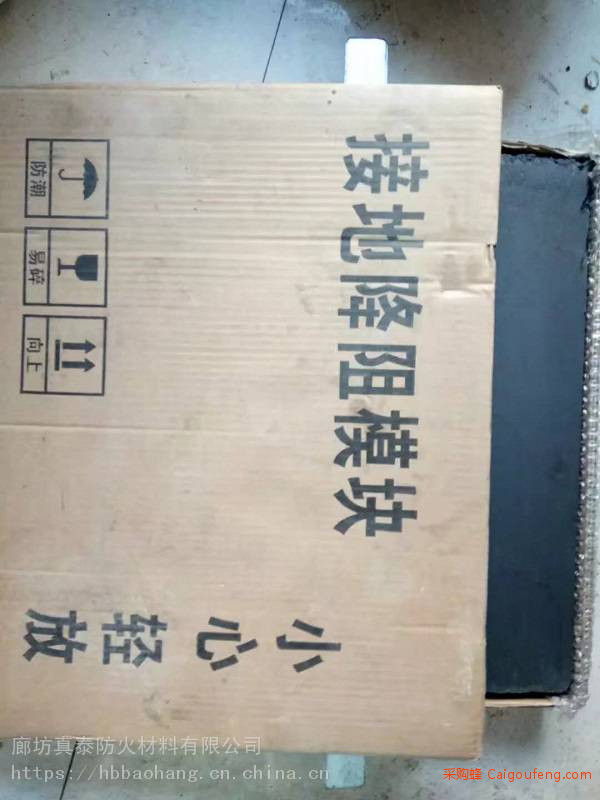 接地降阻模块
小心轻放
防潮
易碎
向上
廊坊真泰防火材料有限公司
https://hbbaohang.cn.china.cn
采购蜂 Caigoufeng.com